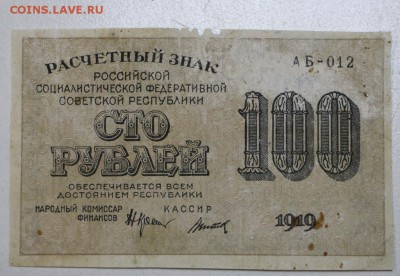 COINS.LAVE.RU
РАСЧЕТНЫЙ ЗНАК
АБ-012
РОССИЙСКОЙ
СОЦИАЛИСТИЧЕСКОЙ ФЕДЕРАТИВНОЙ
СОВЕТСКОЙ РЕСПУБЛИКИ
СТО
РУБЛЕЙ
100
ОБЕСПЕЧИВАЕТСЯ ВСЕМ
ДОСТОЯНИЕМ РЕСПУБЛИКИ
НАРОДНЫЙ КОМИССАР
ФИНАНСОВ
КАССИР
1919